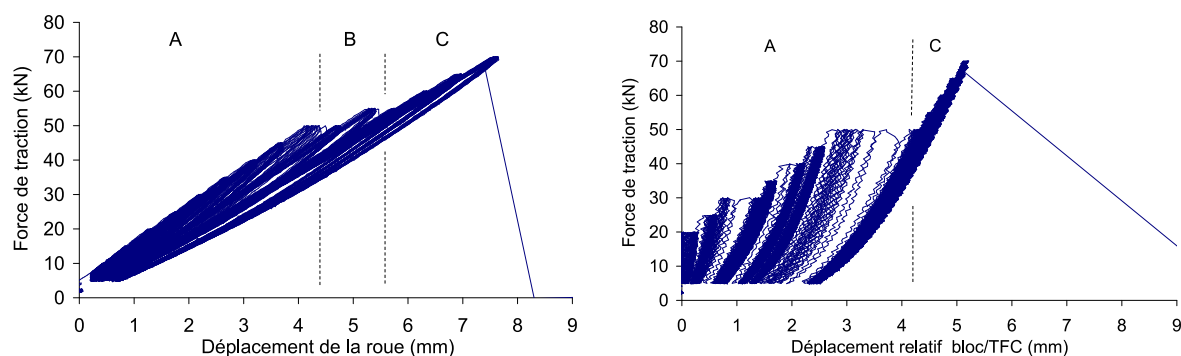 Force de traction (kN)
80
70
60
50
40
30
20
10
0
A B C
0 1 2 3 4 5 6 7 8 9
Déplacement de la roue (mm)
Force de traction (kN)
80
70
60
50
40
30
20
10
0
A C
0 1 2 3 4 5 6 7 8 9
Déplacement relatif bloc/TFC (mm)